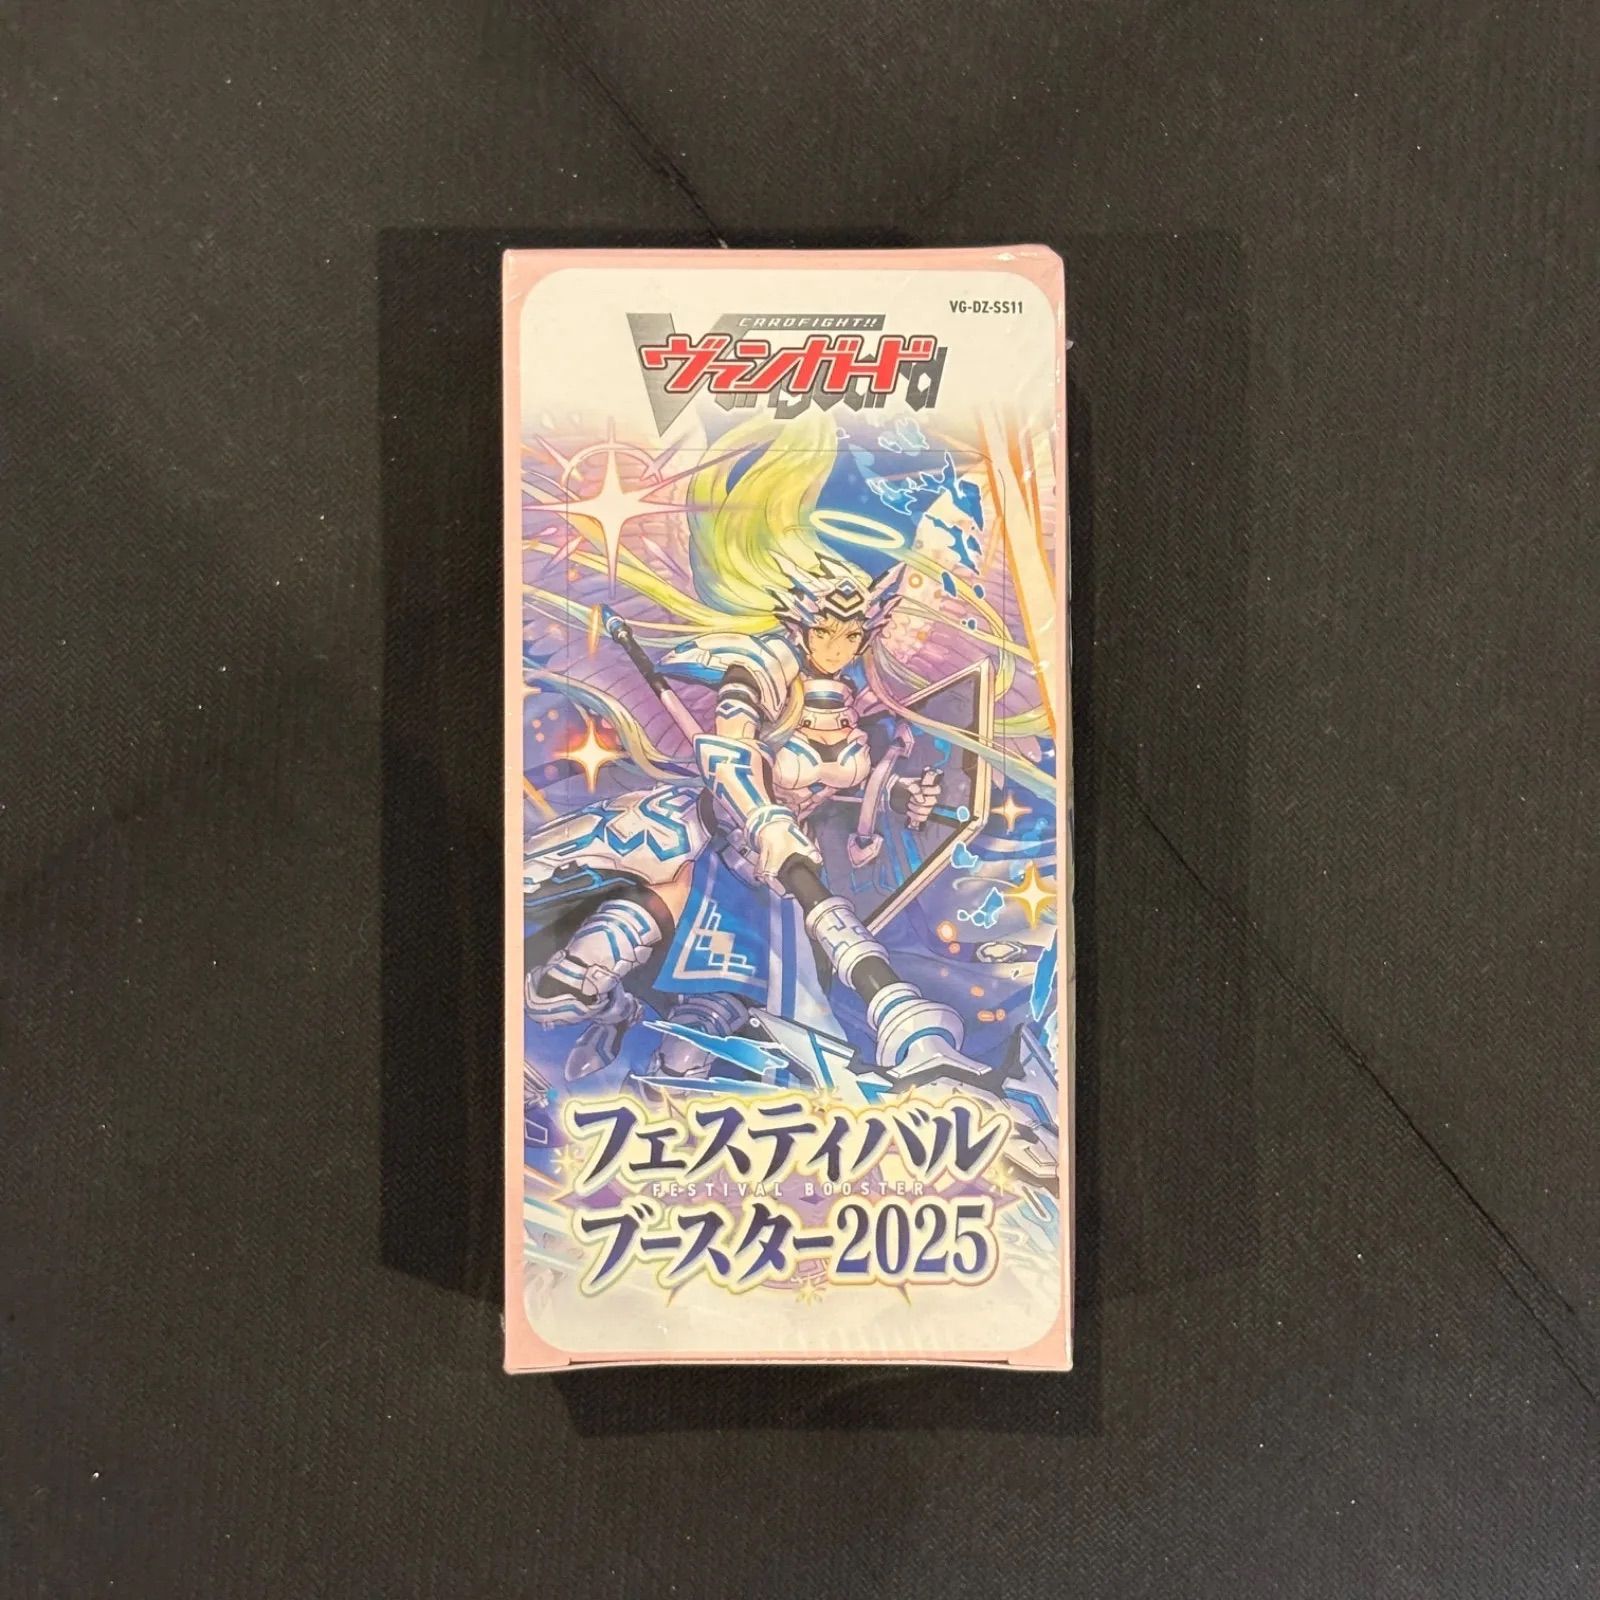 VG-DZ-SS11
CARDFIGHT!!
ヴァンガード
Vanguard
フェスティバル
FESTIVAL BOOSTER
ブースター2025